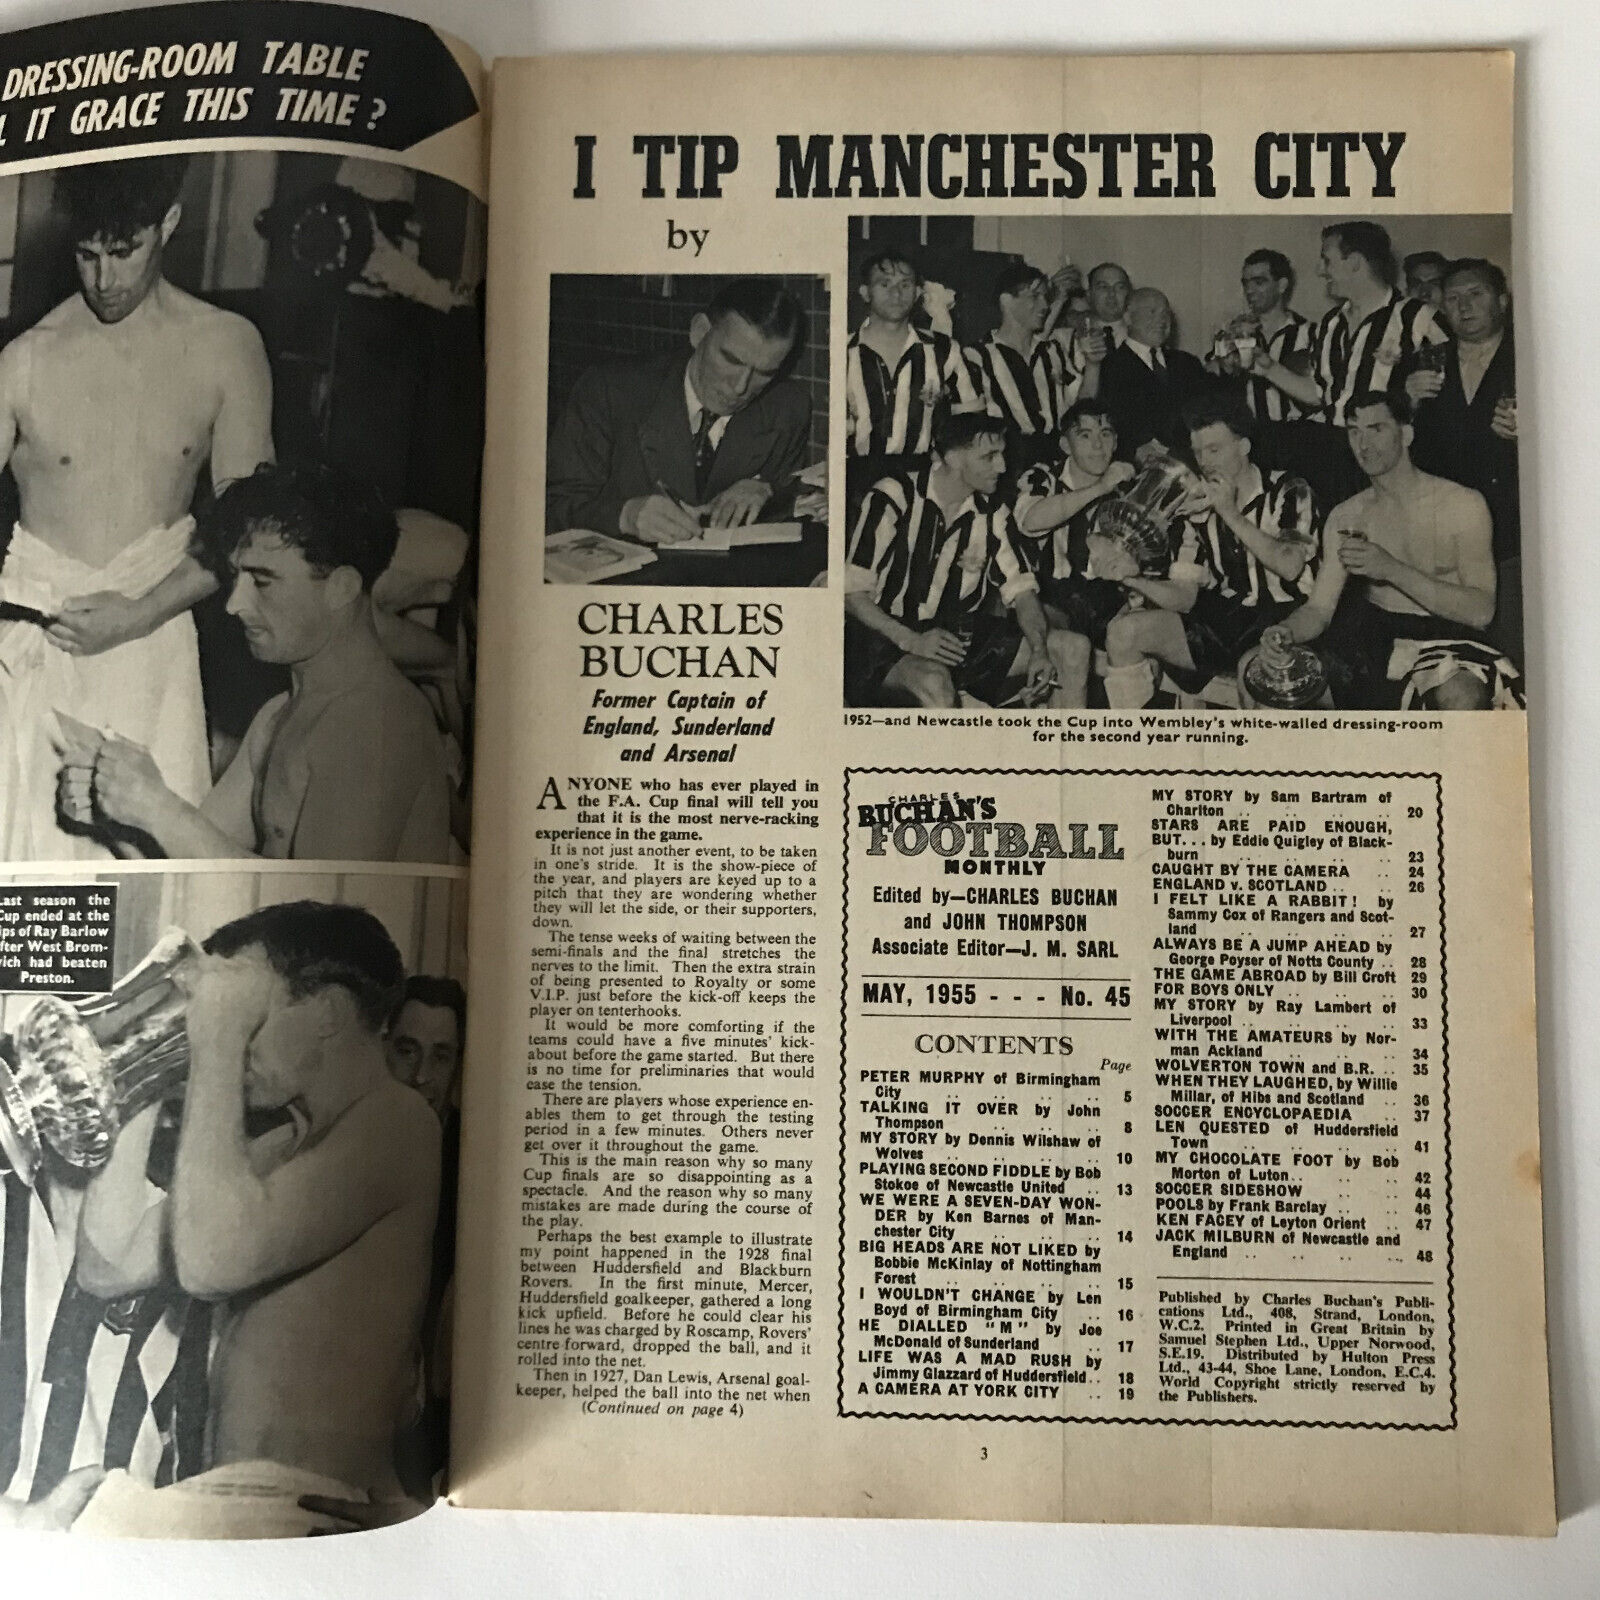 DRESSING-ROOM TABLE
IT GRACE THIS TIME?
Last season the
Cup ended at the
lips of Ray Barlow
after West Brom-
wich had beaten
Preston.
I TIP MANCHESTER CITY
by
CHARLES
BUCHAN
Former Captain of
England, Sunderland
and Arsenal
ANYONE who has ever played in
the F.A. Cup final will tell you
that it is the most nerve-racking
experience in the game.
It is not just another event, to be taken
in one's stride. It is the show-piece of
the year, and players are keyed up to a
pitch that they are wondering whether
they will let the side, or their supporters,
down.
The tense weeks of waiting between the
semi-finals and the final stretches the
nerves to the limit. Then the extra strain
of being presented to Royalty or some
V.I.P. just before the kick-off keeps the
player on tenterhooks.
It would be more comforting if the
teams could have a five minutes' kick-
about before the game started. But there
is no time for preliminaries that would
ease the tension.
There are players whose experience en-
ables them to get through the testing
period in a few minutes. Others never
get over it throughout the game.
This is the main reason why so many
Cup finals are so disappointing as a
spectacle. And the reason why so many
mistakes are made during the course of
the play.
Perhaps the best example to illustrate
my point happened in the 1928 final
between Huddersfield and Blackburn
Rovers. In the first minute, Mercer,
Huddersfield goalkeeper, gathered a long
kick upfield. Before he could clear his
lines he was charged by Roscamp, Rovers'
centre-forward, dropped the ball, and it
rolled into the net.
Then in 1927, Dan Lewis, Arsenal goal-
keeper, helped the ball into the net when
(Continued on page 4)
1952—and Newcastle took the Cup into Wembley's white-walled dressing-room
for the second year running.
CHARLES
BUCHAN'S
FOOTBALL
MONTHLY
Edited by—CHARLES BUCHAN
and JOHN THOMPSON
Associate Editor—J. M. SARL
MAY, 1955 - - - No. 45
CONTENTS
Page
PETER MURPHY of Birmingham
City .. .. .. .. 5
TALKING IT OVER by John
Thompson .. .. .. 8
MY STORY by Dennis Wilshaw of
Wolves .. .. .. .. 10
PLAYING SECOND FIDDLE by Bob
Stokoe of Newcastle United .. 13
WE WERE A SEVEN-DAY WON-
DER by Ken Barnes of Man-
chester City .. .. .. 14
BIG HEADS ARE NOT LIKED by
Bobbie McKinlay of Nottingham
Forest .. .. .. .. 15
I WOULDN'T CHANGE by Len
Boyd of Birmingham City .. 16
HE DIALLED "M" by Joe
McDonald of Sunderland .. 17
LIFE WAS A MAD RUSH by
Jimmy Glazzard of Huddersfield.. 18
A CAMERA AT YORK CITY .. 19
MY STORY by Sam Bartram of
Charlton .. .. .. .. 20
STARS ARE PAID ENOUGH,
BUT... by Eddie Quigley of Black-
burn .. .. .. .. 23
CAUGHT BY THE CAMERA .. 24
ENGLAND v. SCOTLAND .. .. 26
I FELT LIKE A RABBIT! by
Sammy Cox of Rangers and Scot-
land .. .. .. .. 27
ALWAYS BE A JUMP AHEAD by
George Poyser of Notts County .. 28
THE GAME ABROAD by Bill Croft 29
FOR BOYS ONLY .. .. .. 30
MY STORY by Ray Lambert of
Liverpool .. .. .. .. 33
WITH THE AMATEURS by Nor-
man Ackland .. .. .. 34
WOLVERTON TOWN and B.R. .. 35
WHEN THEY LAUGHED, by Willie
Millar, of Hibs and Scotland .. 36
SOCCER ENCYCLOPAEDIA .. 37
LEN QUESTED of Huddersfield
Town .. .. .. .. 41
MY CHOCOLATE FOOT by Bob
Morton of Luton.. .. .. 42
SOCCER SIDESHOW .. .. 44
POOLS by Frank Barclay .. .. 46
KEN FACEY of Leyton Orient .. 47
JACK MILBURN of Newcastle and
England .. .. .. .. 48
Published by Charles Buchan's Publi-
cations Ltd., 408, Strand, London,
W.C.2. Printed in Great Britain by
Samuel Stephen Ltd., Upper Norwood,
S.E.19. Distributed by Hulton Press
Ltd., 43-44, Shoe Lane, London, E.C.4.
World Copyright strictly reserved by
the Publishers.
3